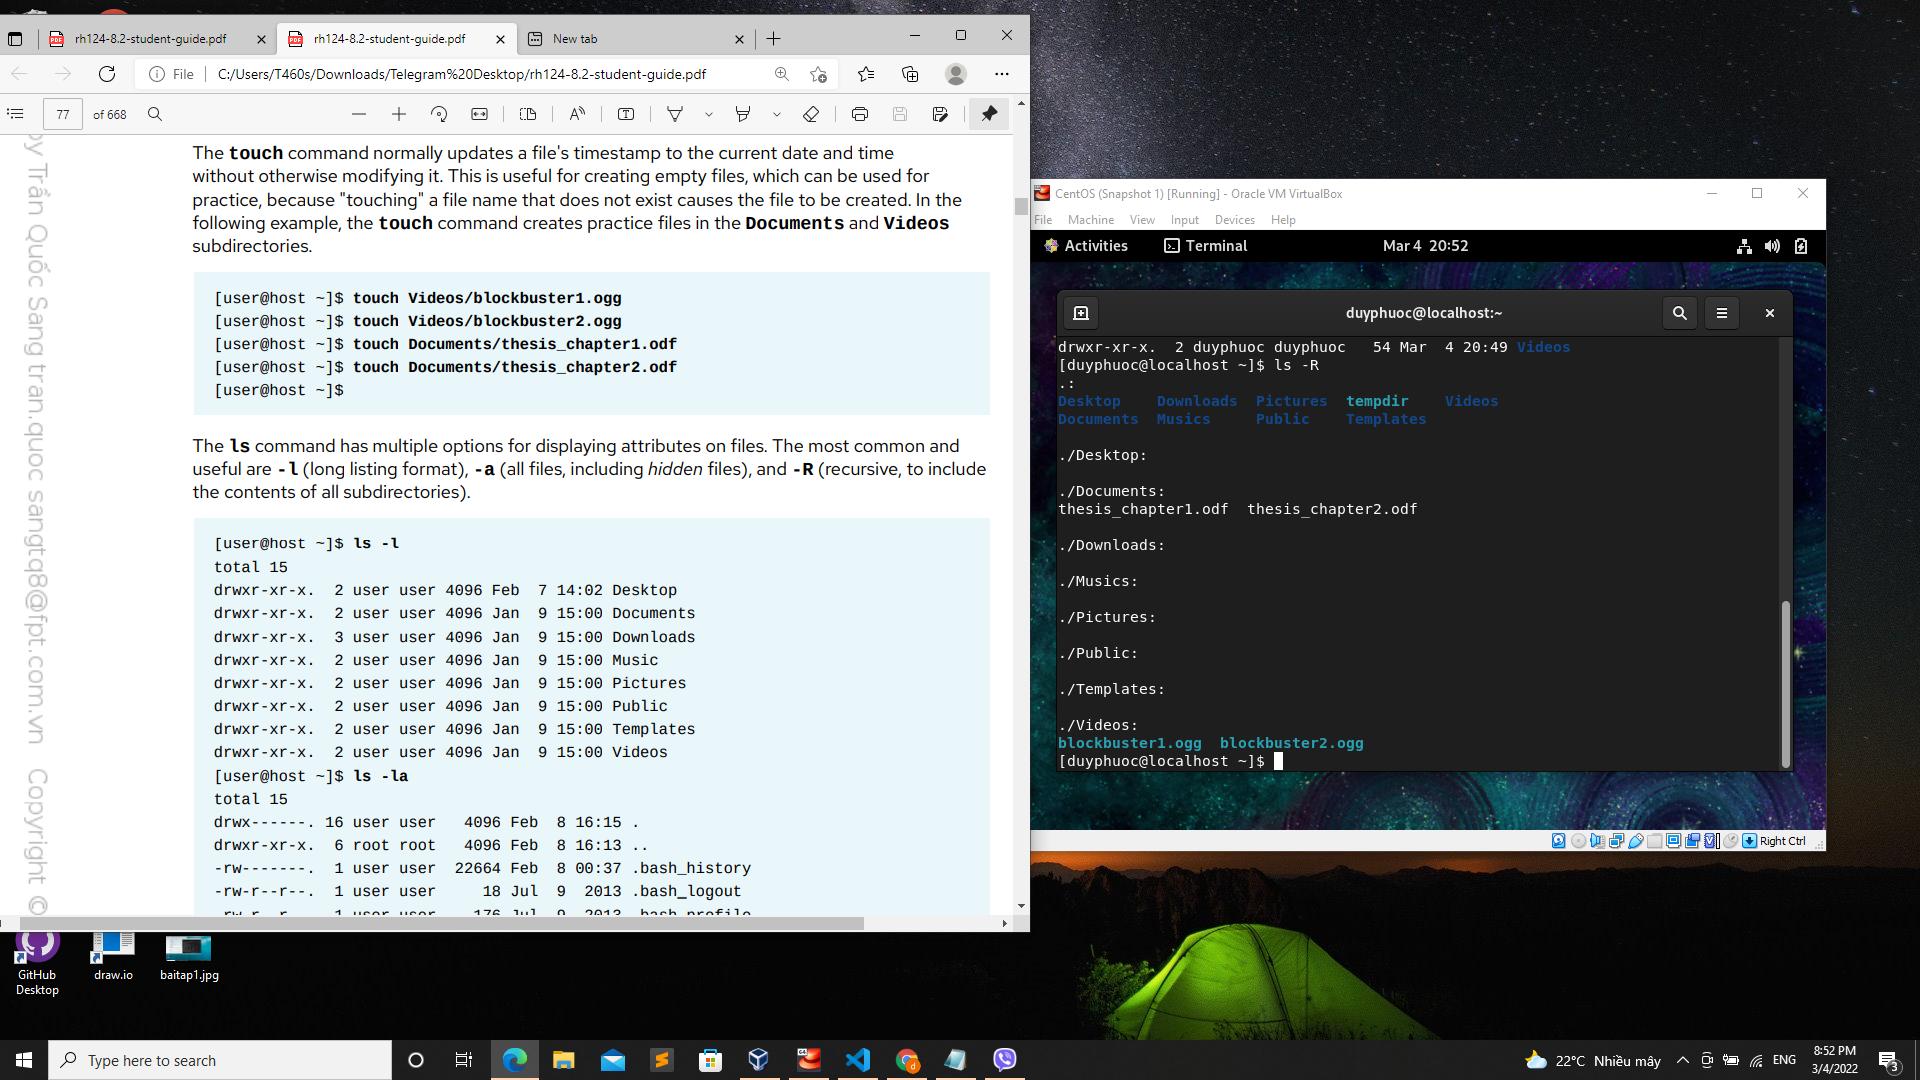 rh124-8.2-student-guide.pdf
rh124-8.2-student-guide.pdf
New tab
File
C:/Users/T460s/Downloads/Telegram%20Desktop/rh124-8.2-student-guide.pdf
77
of 668
by Trần Quốc Sang tran.quoc sangtq8@fpt.com.vn Copyright ©
The touch command normally updates a file's timestamp to the current date and time
without otherwise modifying it. This is useful for creating empty files, which can be used for
practice, because "touching" a file name that does not exist causes the file to be created. In the
following example, the touch command creates practice files in the Documents and Videos
subdirectories.
[user@host ~]$ touch Videos/blockbuster1.ogg
[user@host ~]$ touch Videos/blockbuster2.ogg
[user@host ~]$ touch Documents/thesis_chapter1.odf
[user@host ~]$ touch Documents/thesis_chapter2.odf
[user@host ~]$
The ls command has multiple options for displaying attributes on files. The most common and
useful are -l (long listing format), -a (all files, including hidden files), and -R (recursive, to include
the contents of all subdirectories).
[user@host ~]$ ls -l
total 15
drwxr-xr-x.  2 user user 4096 Feb  7 14:02 Desktop
drwxr-xr-x.  2 user user 4096 Jan  9 15:00 Documents
drwxr-xr-x.  3 user user 4096 Jan  9 15:00 Downloads
drwxr-xr-x.  2 user user 4096 Jan  9 15:00 Music
drwxr-xr-x.  2 user user 4096 Jan  9 15:00 Pictures
drwxr-xr-x.  2 user user 4096 Jan  9 15:00 Public
drwxr-xr-x.  2 user user 4096 Jan  9 15:00 Templates
drwxr-xr-x.  2 user user 4096 Jan  9 15:00 Videos
[user@host ~]$ ls -la
total 15
drwx------. 16 user user   4096 Feb  8 16:15 .
drwxr-xr-x.  6 root root   4096 Feb  8 16:13 ..
-rw-------.  1 user user  22664 Feb  8 00:37 .bash_history
-rw-r--r--.  1 user user     18 Jul  9  2013 .bash_logout
-rw-r--r--.  1 user user    176 Jul  9  2013 .bash_profile
CentOS (Snapshot 1) [Running] - Oracle VM VirtualBox
File Machine View Input Devices Help
Activities Terminal Mar 4 20:52
duyphuoc@localhost:~
drwxr-xr-x.  2 duyphuoc duyphuoc   54 Mar  4 20:49 Videos
[duyphuoc@localhost ~]$ ls -R
.:
Desktop Downloads Pictures tempdir Videos
Documents Musics Public Templates
./Desktop:
./Documents:
thesis_chapter1.odf thesis_chapter2.odf
./Downloads:
./Musics:
./Pictures:
./Public:
./Templates:
./Videos:
blockbuster1.ogg blockbuster2.ogg
[duyphuoc@localhost ~]$
Right Ctrl
GitHub
Desktop
draw.io
baitap1.jpg
Type here to search
22°C Nhiều mây
ENG
8:52 PM
3/4/2022
3